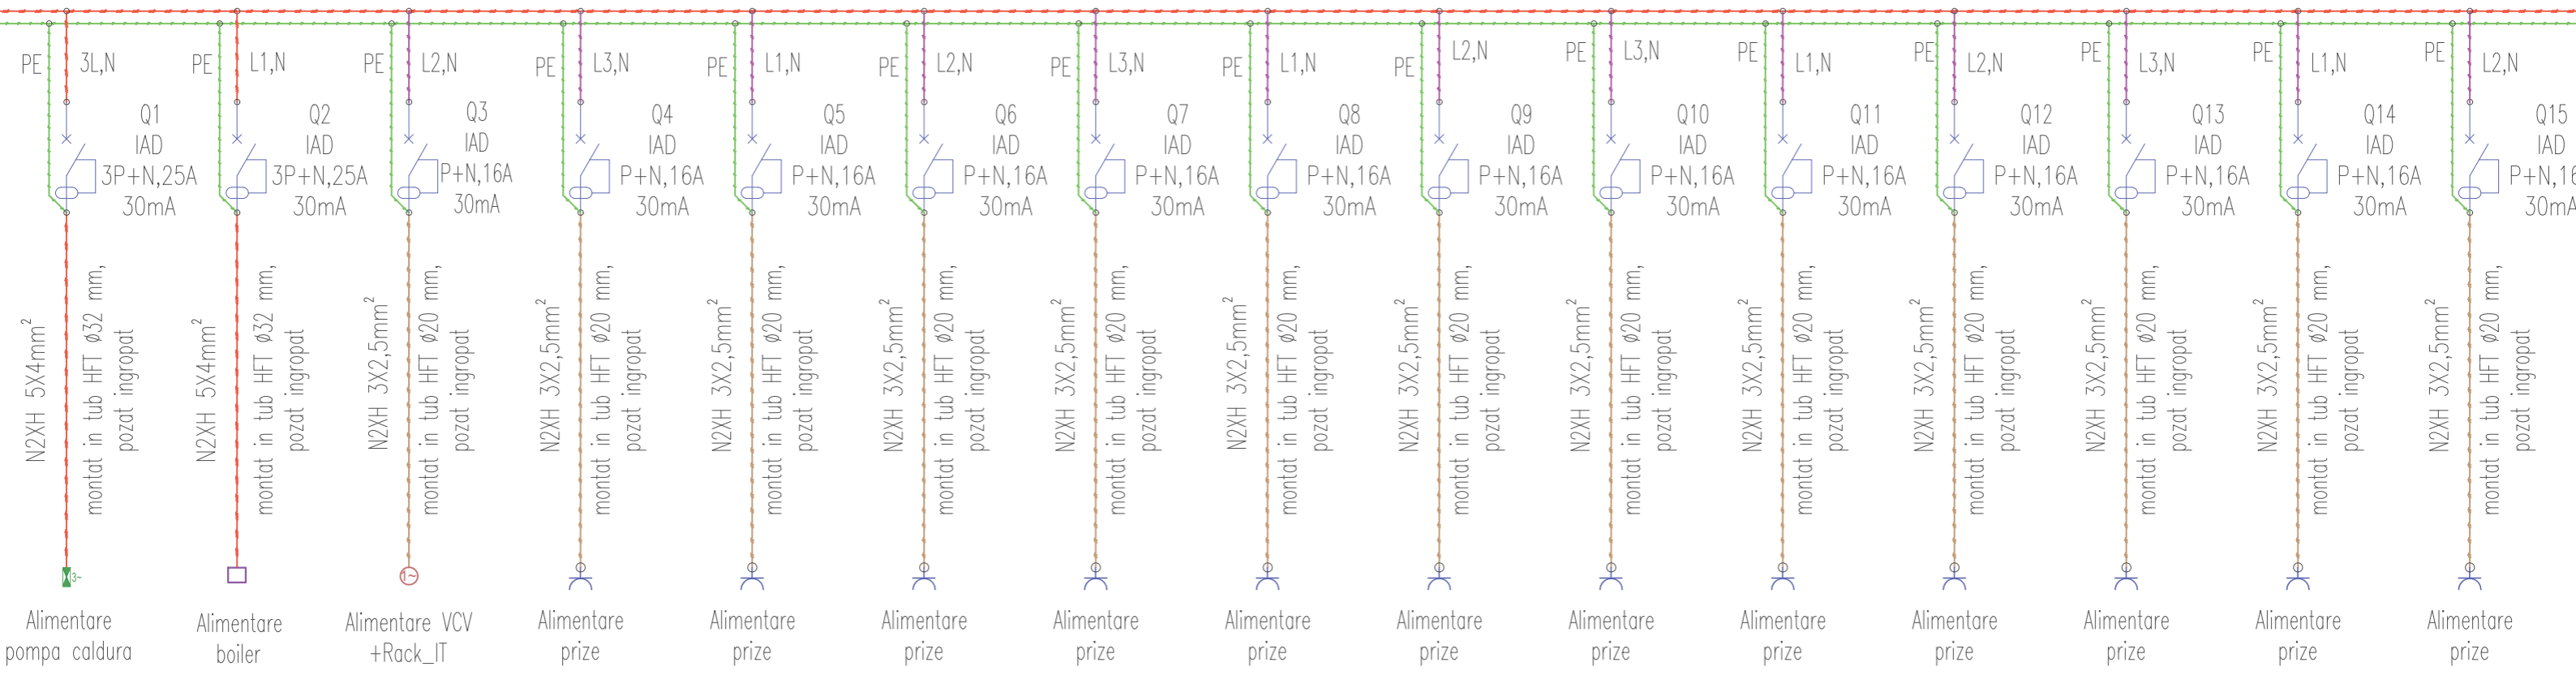 PE 3L,N
Q1
IAD
3P+N,25A
30mA
N2XH 5X4mm²
montat in tub HFT ø32 mm,
pozat ingropat
Alimentare
pompa caldura
3~
PE L1,N
Q2
IAD
3P+N,25A
30mA
N2XH 5X4mm²
montat in tub HFT ø32 mm,
pozat ingropat
Alimentare
boiler
PE L2,N
Q3
IAD
P+N,16A
30mA
N2XH 3X2,5mm²
montat in tub HFT ø20 mm,
pozat ingropat
1~
Alimentare VCV
+Rack_IT
PE L3,N
Q4
IAD
P+N,16A
30mA
N2XH 3X2,5mm²
montat in tub HFT ø20 mm,
pozat ingropat
Alimentare
prize
PE L1,N
Q5
IAD
P+N,16A
30mA
N2XH 3X2,5mm²
montat in tub HFT ø20 mm,
pozat ingropat
Alimentare
prize
PE L2,N
Q6
IAD
P+N,16A
30mA
N2XH 3X2,5mm²
montat in tub HFT ø20 mm,
pozat ingropat
Alimentare
prize
PE L3,N
Q7
IAD
P+N,16A
30mA
N2XH 3X2,5mm²
montat in tub HFT ø20 mm,
pozat ingropat
Alimentare
prize
PE L1,N
Q8
IAD
P+N,16A
30mA
N2XH 3X2,5mm²
montat in tub HFT ø20 mm,
pozat ingropat
Alimentare
prize
PE L2,N
Q9
IAD
P+N,16A
30mA
N2XH 3X2,5mm²
montat in tub HFT ø20 mm,
pozat ingropat
Alimentare
prize
PE L3,N
Q10
IAD
P+N,16A
30mA
N2XH 3X2,5mm²
montat in tub HFT ø20 mm,
pozat ingropat
Alimentare
prize
PE L1,N
Q11
IAD
P+N,16A
30mA
N2XH 3X2,5mm²
montat in tub HFT ø20 mm,
pozat ingropat
Alimentare
prize
PE L2,N
Q12
IAD
P+N,16A
30mA
N2XH 3X2,5mm²
montat in tub HFT ø20 mm,
pozat ingropat
Alimentare
prize
PE L3,N
Q13
IAD
P+N,16A
30mA
N2XH 3X2,5mm²
montat in tub HFT ø20 mm,
pozat ingropat
Alimentare
prize
PE L1,N
Q14
IAD
P+N,16A
30mA
N2XH 3X2,5mm²
montat in tub HFT ø20 mm,
pozat ingropat
Alimentare
prize
PE L2,N
Q15
IAD
P+N,16
30mA
N2XH 3X2,5mm²
montat in tub HFT ø20 mm,
pozat ingropat
Alimentare
prize